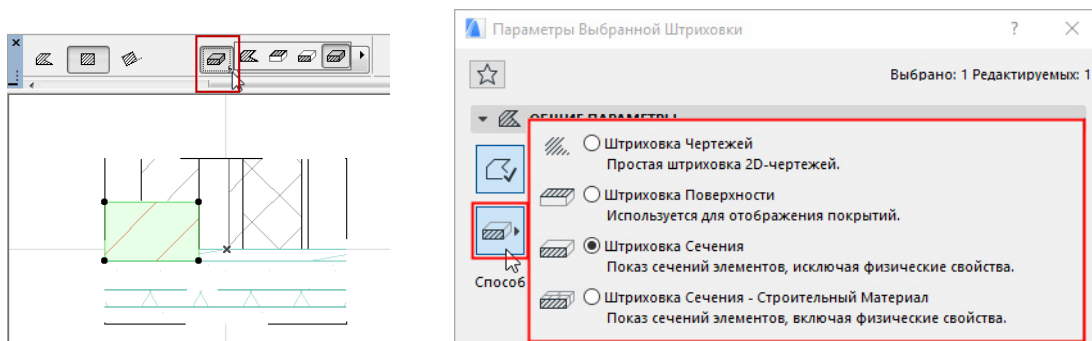 Параметры Выбранной Штриховки
Выбрано: 1 Редактируемых: 1
ОБЩИЕ ПАРАМЕТРЫ
Штриховка Чертежей
Простая штриховка 2D-чертежей.
Штриховка Поверхности
Используется для отображения покрытий.
Штриховка Сечения
Показ сечений элементов, исключая физические свойства.
Способ
Штриховка Сечения - Строительный Материал
Показ сечений элементов, включая физические свойства.